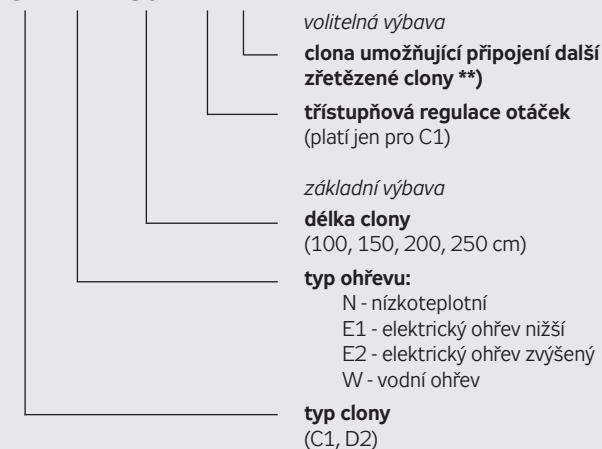 volitelná výbava
clona umožňující připojení další
zřetězené clony **)
třístupňová regulace otáček
(platí jen pro C1)
základní výbava
délka clony
(100, 150, 200, 250 cm)
typ ohřevu:
N - nízkoteplotní
E1 - elektrický ohřev nižší
E2 - elektrický ohřev zvýšený
W - vodní ohřev
typ clony
(C1, D2)